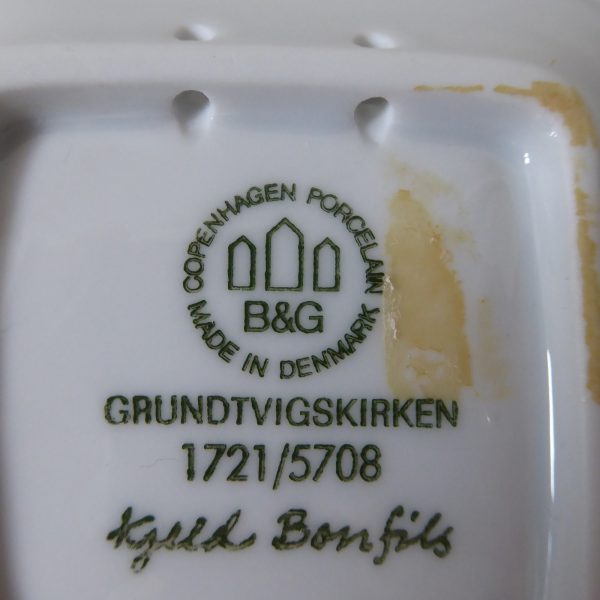 COPENHAGEN PORCELAIN
B&G
MADE IN DENMARK
GRUNDTVIGSKIRKEN
1721/5708
Kjeld Bonfils